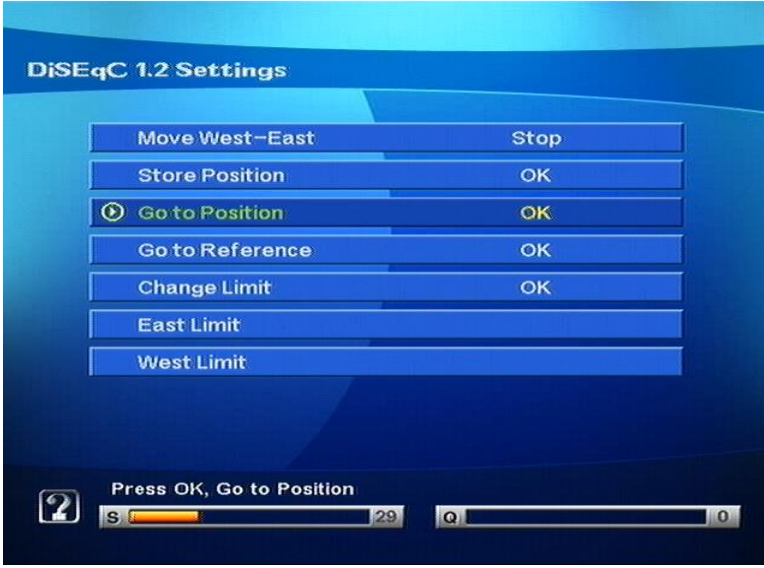 DiSEqC 1.2 Settings
Move West-East Stop
Store Position OK
Go to Position OK
Go to Reference OK
Change Limit OK
East Limit
West Limit
Press OK, Go to Position
S 29 Q 0